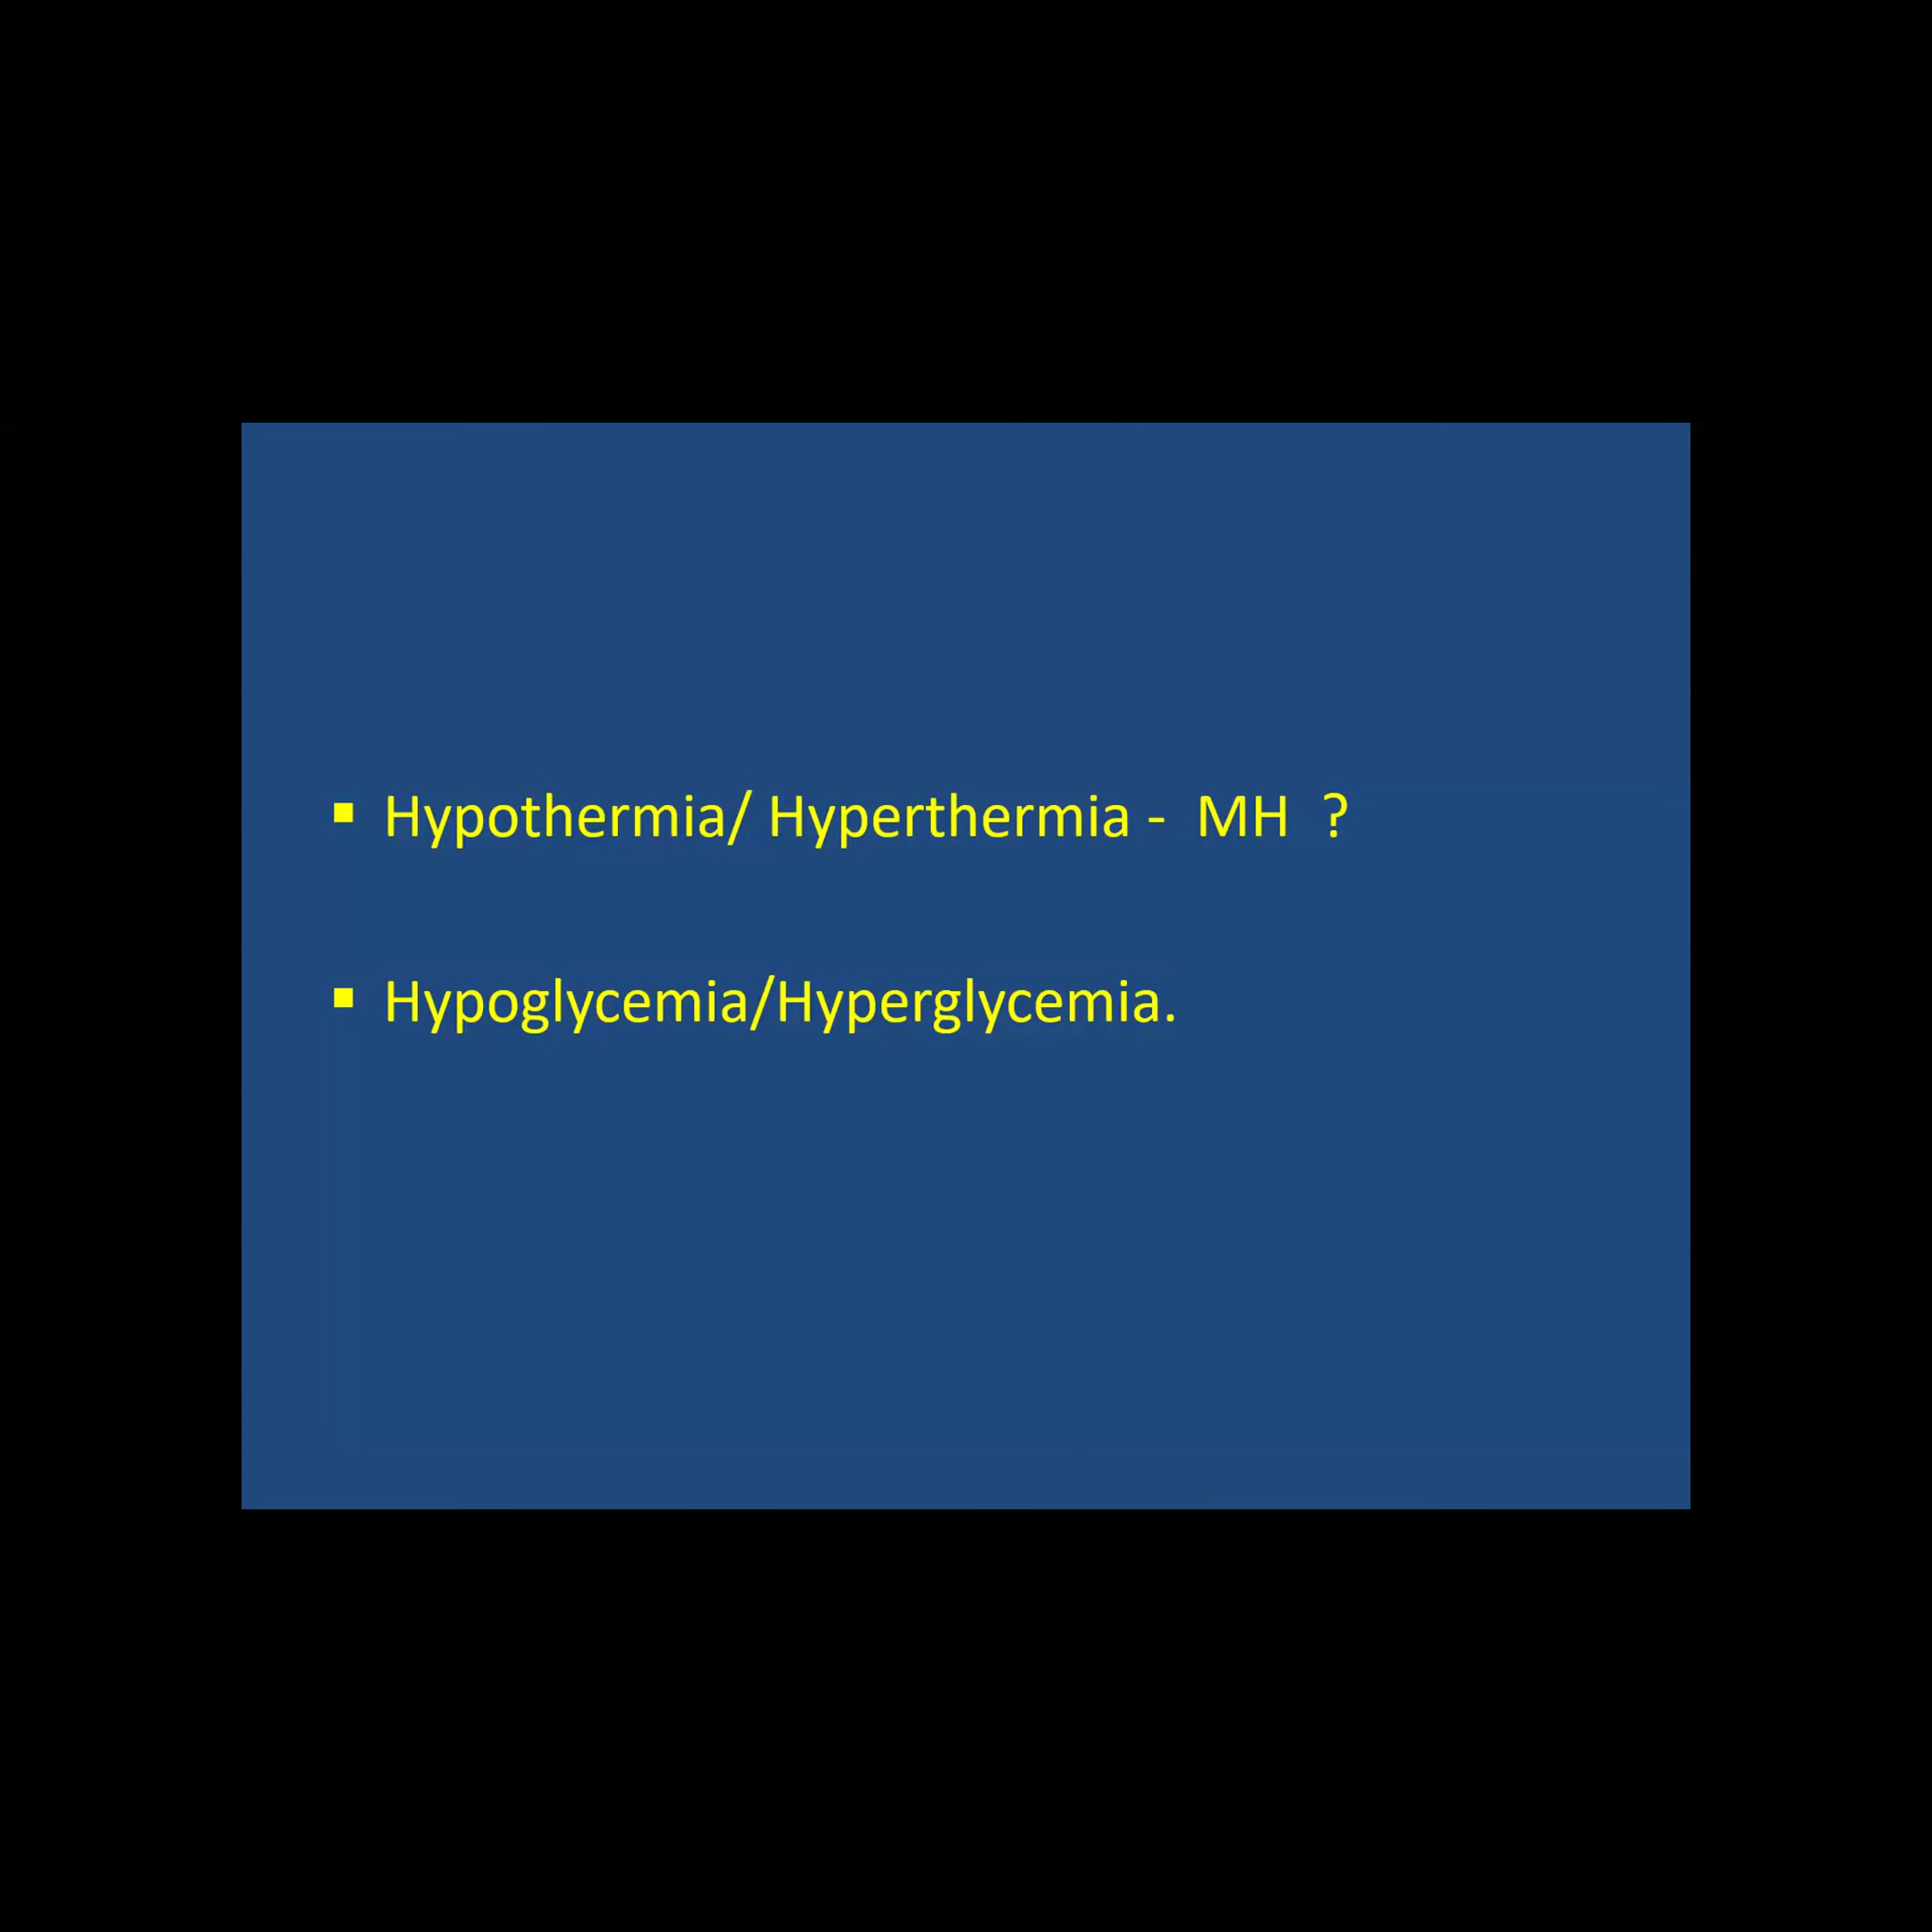 ▪ Hypothermia/ Hyperthermia - MH ?
▪ Hypoglycemia/Hyperglycemia.